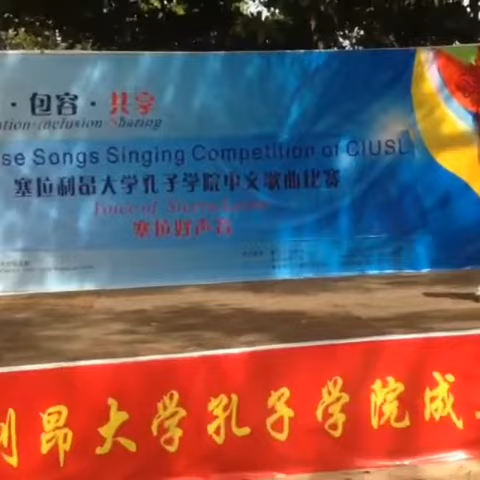 · 包容 · 共享
ation·Inclusion·Sharing
se Songs Singing Competition of CIUSL
塞拉利昂大学孔子学院中文歌曲比赛
Voice of Sierra Leone
塞拉好声音
利昂大学孔子学院成